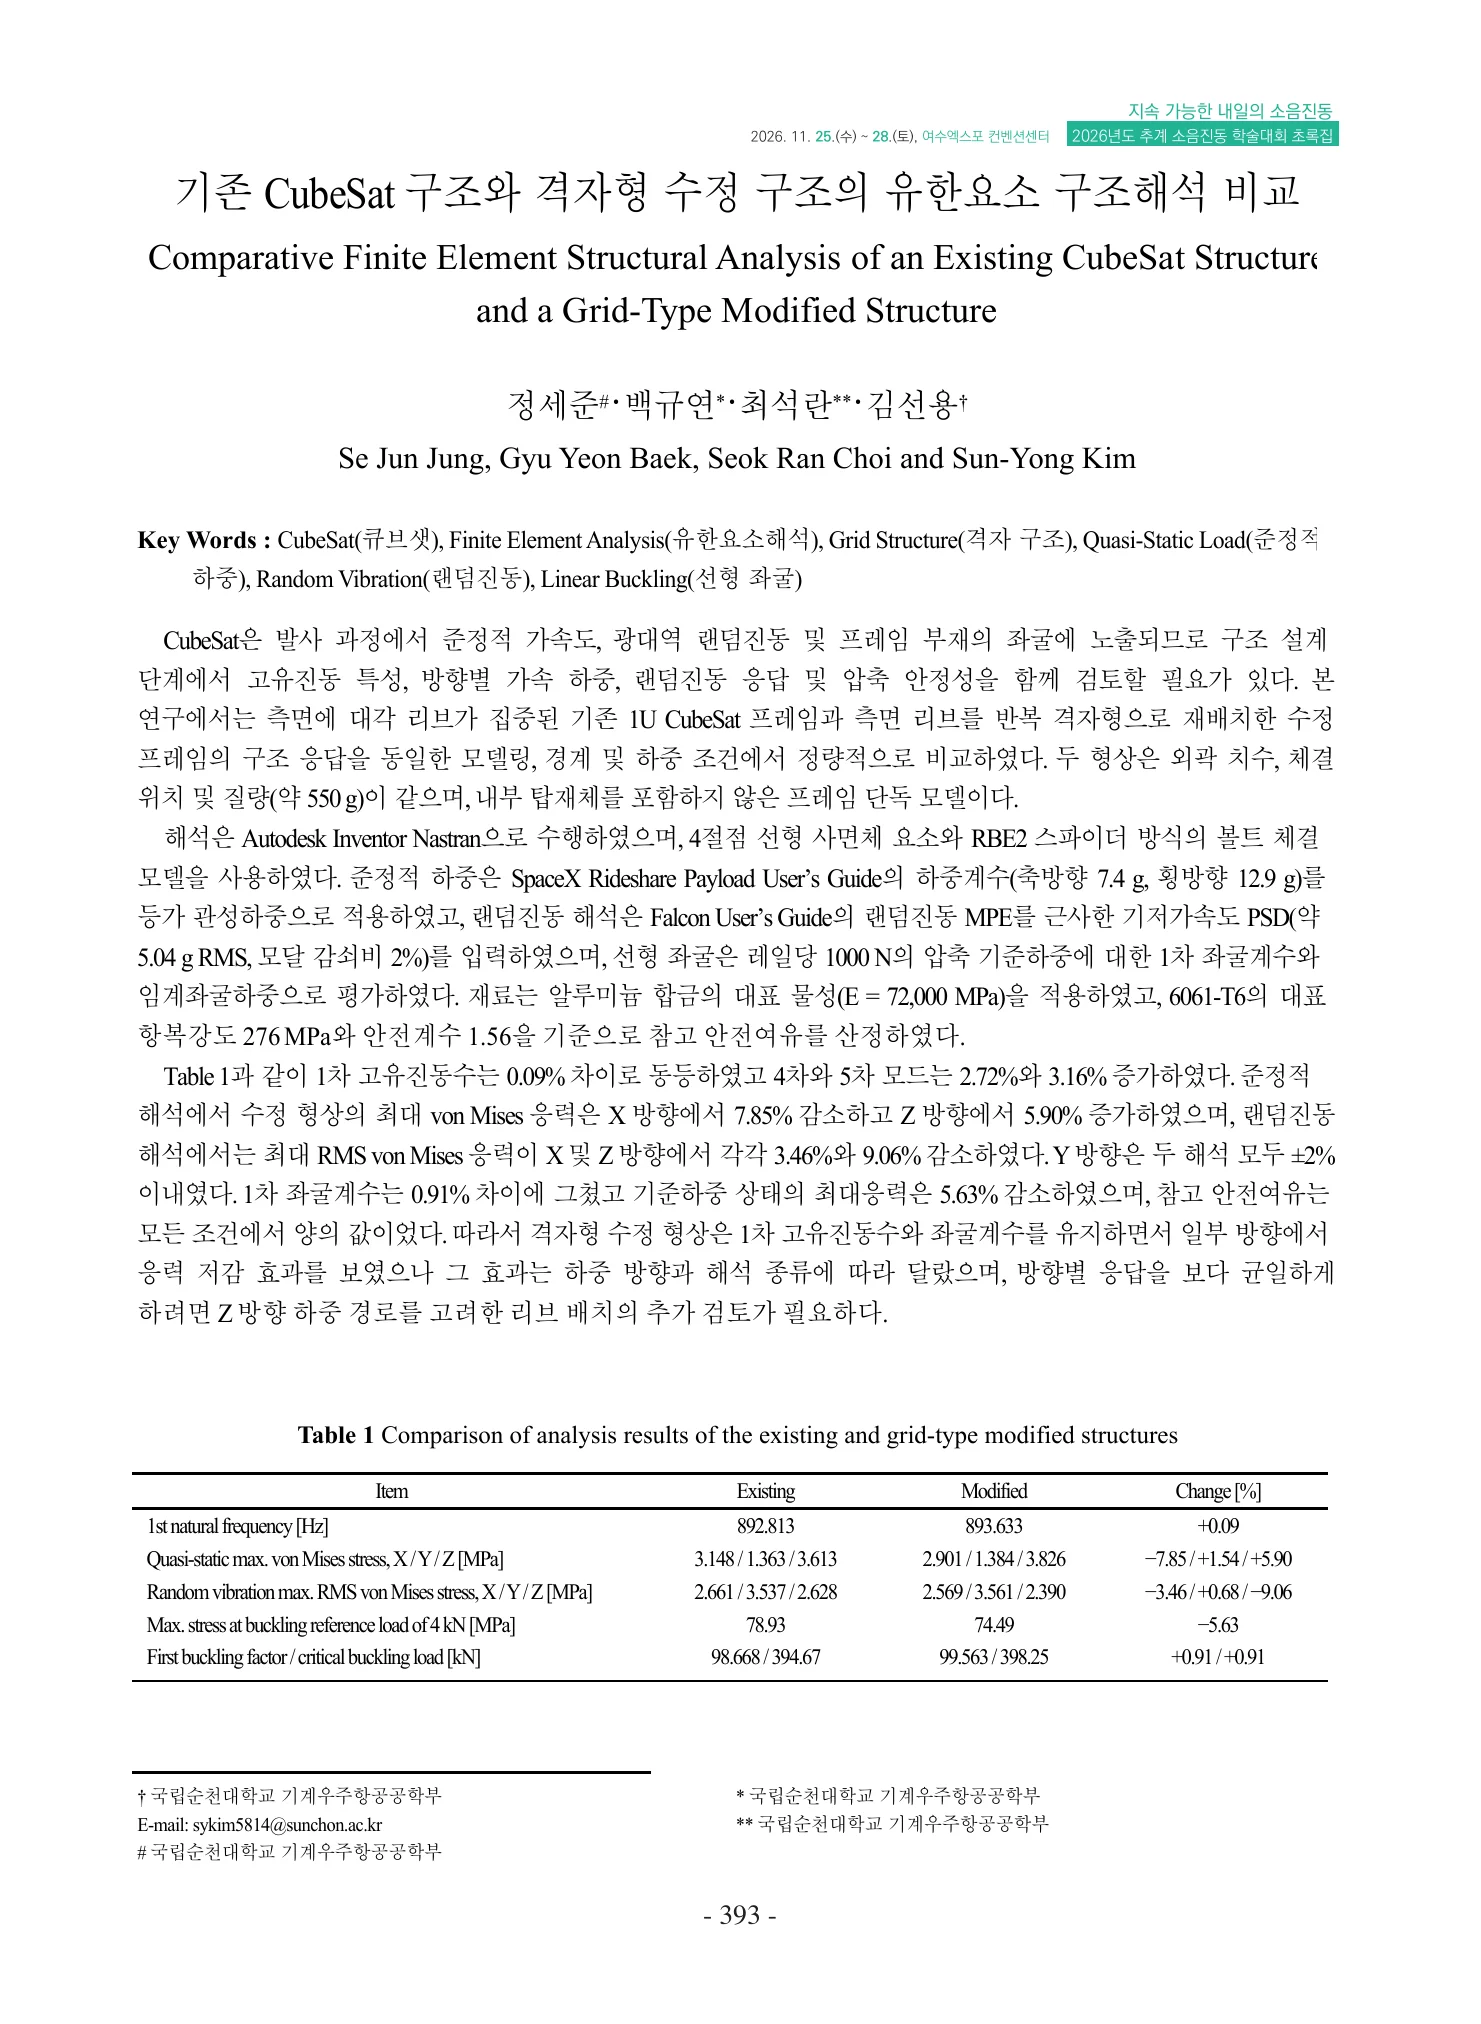 지속 가능한 내일의 소음진동
2026. 11. 25.(수) ~ 28.(토), 여수엑스포 컨벤션센터 2026년도 추계 소음진동 학술대회 초록집
기존 CubeSat 구조와 격자형 수정 구조의 유한요소 구조해석 비교
Comparative Finite Element Structural Analysis of an Existing CubeSat Structure
and a Grid-Type Modified Structure
정세준#·백규연*·최석란**·김선용†
Se Jun Jung, Gyu Yeon Baek, Seok Ran Choi and Sun-Yong Kim
Key Words : CubeSat(큐브샛), Finite Element Analysis(유한요소해석), Grid Structure(격자 구조), Quasi-Static Load(준정적
하중), Random Vibration(랜덤진동), Linear Buckling(선형 좌굴)
CubeSat은 발사 과정에서 준정적 가속도, 광대역 랜덤진동 및 프레임 부재의 좌굴에 노출되므로 구조 설계
단계에서 고유진동 특성, 방향별 가속 하중, 랜덤진동 응답 및 압축 안정성을 함께 검토할 필요가 있다. 본
연구에서는 측면에 대각 리브가 집중된 기존 1U CubeSat 프레임과 측면 리브를 반복 격자형으로 재배치한 수정
프레임의 구조 응답을 동일한 모델링, 경계 및 하중 조건에서 정량적으로 비교하였다. 두 형상은 외곽 치수, 체결
위치 및 질량(약 550 g)이 같으며, 내부 탑재체를 포함하지 않은 프레임 단독 모델이다.
해석은 Autodesk Inventor Nastran으로 수행하였으며, 4절점 선형 사면체 요소와 RBE2 스파이더 방식의 볼트 체결
모델을 사용하였다. 준정적 하중은 SpaceX Rideshare Payload User’s Guide의 하중계수(축방향 7.4 g, 횡방향 12.9 g)를
등가 관성하중으로 적용하였고, 랜덤진동 해석은 Falcon User’s Guide의 랜덤진동 MPE를 근사한 기저가속도 PSD(약
5.04 g RMS, 모달 감쇠비 2%)를 입력하였으며, 선형 좌굴은 레일당 1000 N의 압축 기준하중에 대한 1차 좌굴계수와
임계좌굴하중으로 평가하였다. 재료는 알루미늄 합금의 대표 물성(E = 72,000 MPa)을 적용하였고, 6061-T6의 대표
항복강도 276 MPa와 안전계수 1.56을 기준으로 참고 안전여유를 산정하였다.
Table 1과 같이 1차 고유진동수는 0.09% 차이로 동등하였고 4차와 5차 모드는 2.72%와 3.16% 증가하였다. 준정적
해석에서 수정 형상의 최대 von Mises 응력은 X 방향에서 7.85% 감소하고 Z 방향에서 5.90% 증가하였으며, 랜덤진동
해석에서는 최대 RMS von Mises 응력이 X 및 Z 방향에서 각각 3.46%와 9.06% 감소하였다. Y 방향은 두 해석 모두 ±2%
이내였다. 1차 좌굴계수는 0.91% 차이에 그쳤고 기준하중 상태의 최대응력은 5.63% 감소하였으며, 참고 안전여유는
모든 조건에서 양의 값이었다. 따라서 격자형 수정 형상은 1차 고유진동수와 좌굴계수를 유지하면서 일부 방향에서
응력 저감 효과를 보였으나 그 효과는 하중 방향과 해석 종류에 따라 달랐으며, 방향별 응답을 보다 균일하게
하려면 Z 방향 하중 경로를 고려한 리브 배치의 추가 검토가 필요하다.
Table 1 Comparison of analysis results of the existing and grid-type modified structures
Item Existing Modified Change [%]
1st natural frequency [Hz] 892.813 893.633 +0.09
Quasi-static max. von Mises stress, X / Y / Z [MPa] 3.148 / 1.363 / 3.613 2.901 / 1.384 / 3.826 −7.85 / +1.54 / +5.90
Random vibration max. RMS von Mises stress, X / Y / Z [MPa] 2.661 / 3.537 / 2.628 2.569 / 3.561 / 2.390 −3.46 / +0.68 / −9.06
Max. stress at buckling reference load of 4 kN [MPa] 78.93 74.49 −5.63
First buckling factor / critical buckling load [kN] 98.668 / 394.67 99.563 / 398.25 +0.91 / +0.91
† 국립순천대학교 기계우주항공공학부
E-mail: sykim5814@sunchon.ac.kr
# 국립순천대학교 기계우주항공공학부
* 국립순천대학교 기계우주항공공학부
** 국립순천대학교 기계우주항공공학부
- 393 -